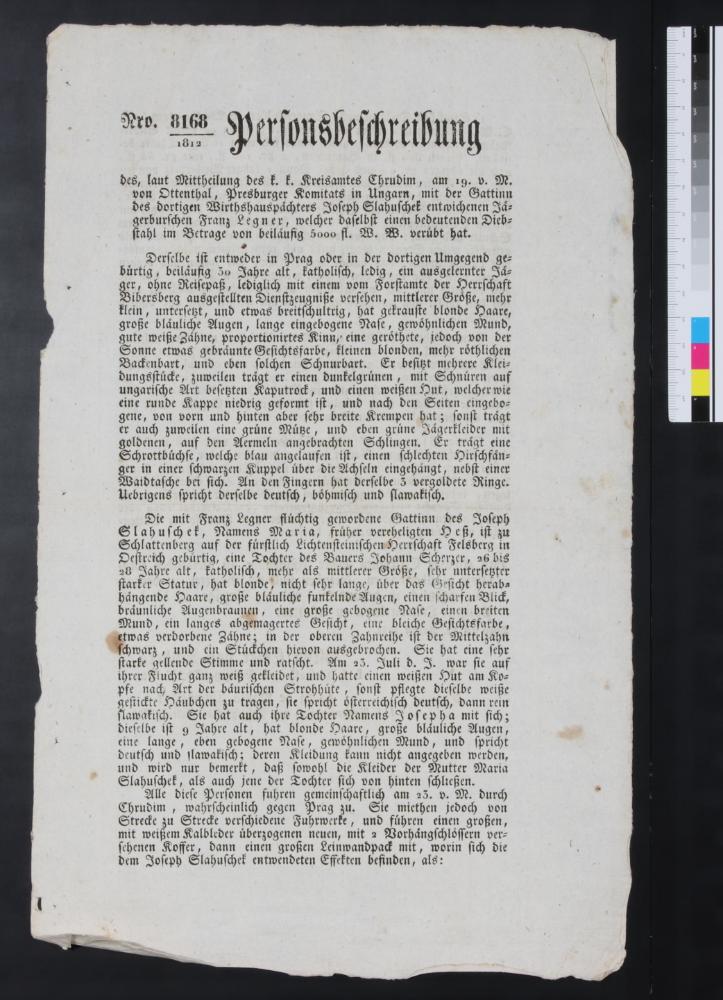 Nro. 8168/1812 Personsbeschreibung
des, laut Mittheilung des k. k. Kreisamtes Chrudim, am 19. v. M.
von Ottenthal, Presburger Komitats in Ungarn, mit der Gattinn
des dortigen Wirthshauspächters Joseph Slahuschek entwichenen Jä-
gerburschen Franz Legner, welcher daselbst einen bedeutenden Dieb-
stahl im Betrage von beiläufig 5000 fl. W. W. verübt hat.
Derselbe ist entweder in Prag oder in der dortigen Umgegend ge-
bürtig, beiläufig 30 Jahre alt, katholisch, ledig, ein ausgelernter Jä-
ger, ohne Reisepaß, lediglich mit einem vom Forstamte der Herrschaft
Bibersberg ausgestellten Dienstzeugniße versehen, mittlerer Größe, mehr
klein, untersetzt, und etwas breitschultrig, hat gekrauste blonde Haare,
große bläuliche Augen, lange eingebogene Nase, gewöhnlichen Mund,
gute weiße Zähne, proportionirtes Kinn, eine geröthete, jedoch von der
Sonne etwas gebräunte Gesichtsfarbe, kleinen blonden, mehr röthlichen
Backenbart, und eben solchen Schnurbart. Er besitzt mehrere Klei-
dungsstücke, zuweilen trägt er einen dunkelgrünen, mit Schnüren auf
ungarische Art besetzten Kaputrock, und einen weißen Hut, welcher wie
eine runde Kappe niedrig geformt ist, und nach den Seiten eingebo-
gene, von vorn und hinten aber sehr breite Krempen hat; sonst trägt
er auch zuweilen eine grüne Mütze, und eben grüne Jägerkleider mit
goldenen, auf den Aermeln angebrachten Schlingen. Er trägt eine
Schrottbüchse, welche blau angelaufen ist, einen schlechten Hirschfän-
ger in einer schwarzen Kuppel über die Achseln eingehängt, nebst einer
Waidtasche bei sich. An den Fingern hat derselbe 3 vergoldete Ringe.
Uebrigens spricht derselbe deutsch, böhmisch und slawakisch.
Die mit Franz Legner flüchtig gewordene Gattinn des Joseph
Slahuschek, Namens Maria, früher vereheligten Heß, ist zu
Schlattenberg auf der fürstlich Lichtensteinischen Herrschaft Felsberg in
Oestreich gebürtig, eine Tochter des Bauers Johann Scherzer, 26 bis
28 Jahre alt, katholisch, mehr als mittlerer Größe, sehr untersetzter
starker Statur, hat blonde, nicht sehr lange, über das Gesicht herab-
hängende Haare, große bläuliche funkelnde Augen, einen scharfen Blick,
bräunliche Augenbraunen, eine große gebogene Nase, einen breiten
Mund, ein langes abgemagertes Gesicht, eine bleiche Gesichtsfarbe,
etwas verdorbene Zähne; in der oberen Zahnreihe ist der Mittelzahn
schwarz, und ein Stückchen hievon ausgebrochen. Sie hat eine sehr
starke gellende Stimme und ratscht. Am 23. Juli d. J. war sie auf
ihrer Flucht ganz weiß gekleidet, und hatte einen weißen Hut am Ko-
pfe nach Art der bäurischen Strohhüte, sonst pflegte dieselbe weiße
gestickte Häubchen zu tragen, sie spricht österreichisch deutsch, dann rein
slawakisch. Sie hat auch ihre Tochter Namens Josepha mit sich;
dieselbe ist 9 Jahre alt, hat blonde Haare, große bläuliche Augen,
eine lange, eben gebogene Nase, gewöhnlichen Mund, und spricht
deutsch und slawakisch; deren Kleidung kann nicht angegeben werden,
und wird nur bemerkt, daß sowohl die Kleider der Mutter Maria
Slahuschek, als auch jene der Tochter sich von hinten schließen.
Alle diese Personen fuhren gemeinschaftlich am 23. v. M. durch
Chrudim, wahrscheinlich gegen Prag zu. Sie miethen jedoch von
Strecke zu Strecke verschiedene Fuhrwerke, und führen einen großen,
mit weißem Kalbleder überzogenen neuen, mit 2 Vorhängschlössern ver-
sehenen Koffer, dann einen großen Leinwandpack mit, worin sich die
dem Joseph Slahuschek entwendeten Effekten befinden, als: